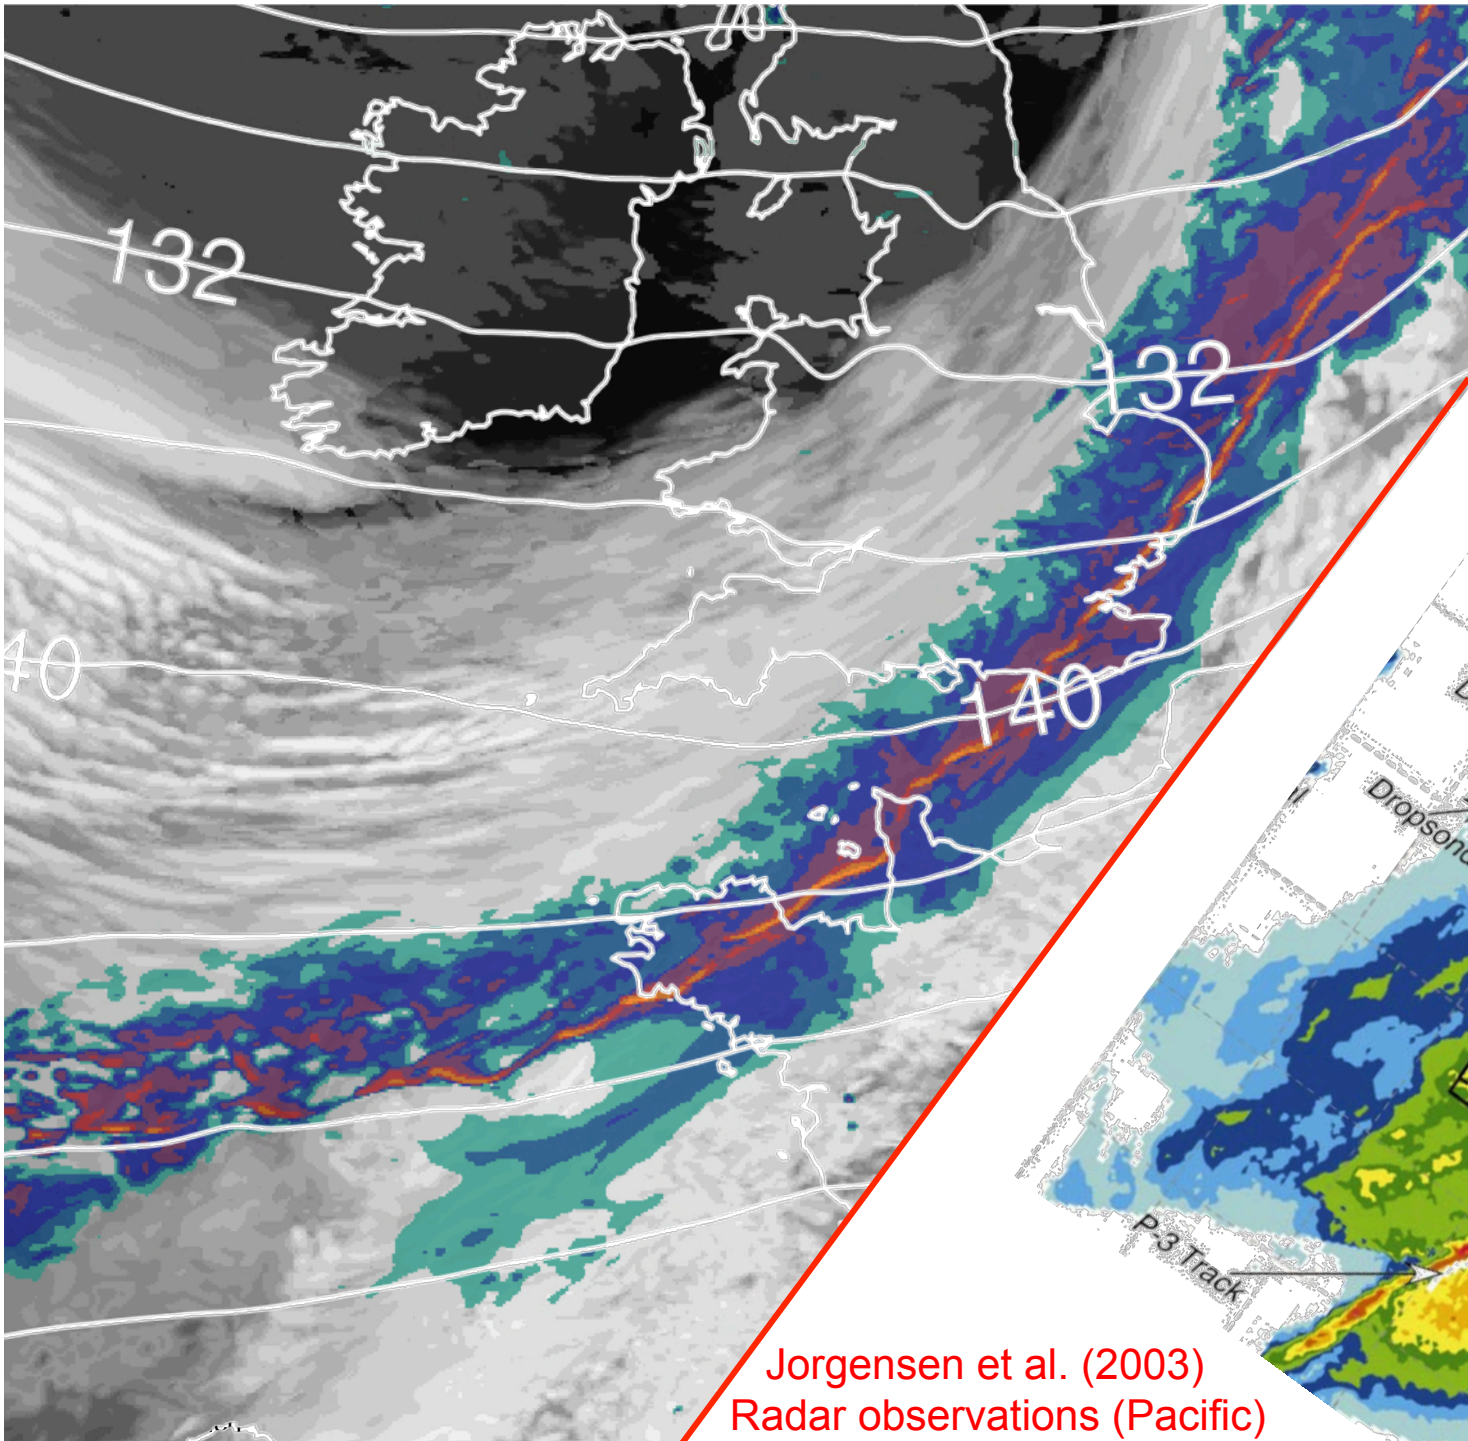 132
132
40
140
Dropsond
P-3 Track
Jorgensen et al. (2003)
Radar observations (Pacific)